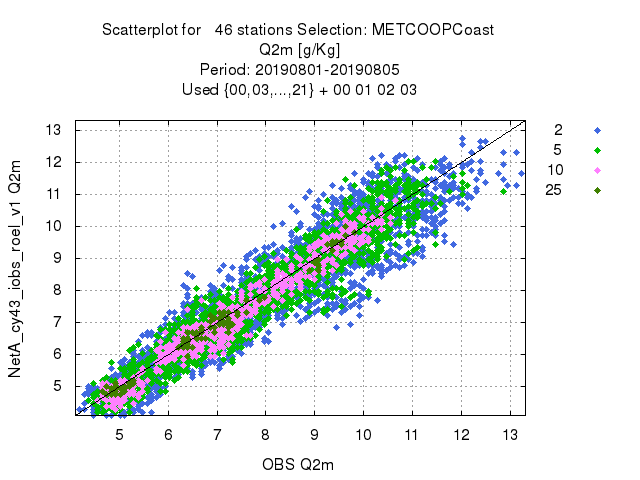 Scatterplot for 46 stations Selection: METCOOPCoast
Q2m [g/Kg]
Period: 20190801-20190805
Used {00,03,...,21} + 00 01 02 03
2
5
10
25
13
12
11
10
9
8
7
6
5
NetA_cy43_iobs_roel_v1 Q2m
5 6 7 8 9 10 11 12 13
OBS Q2m